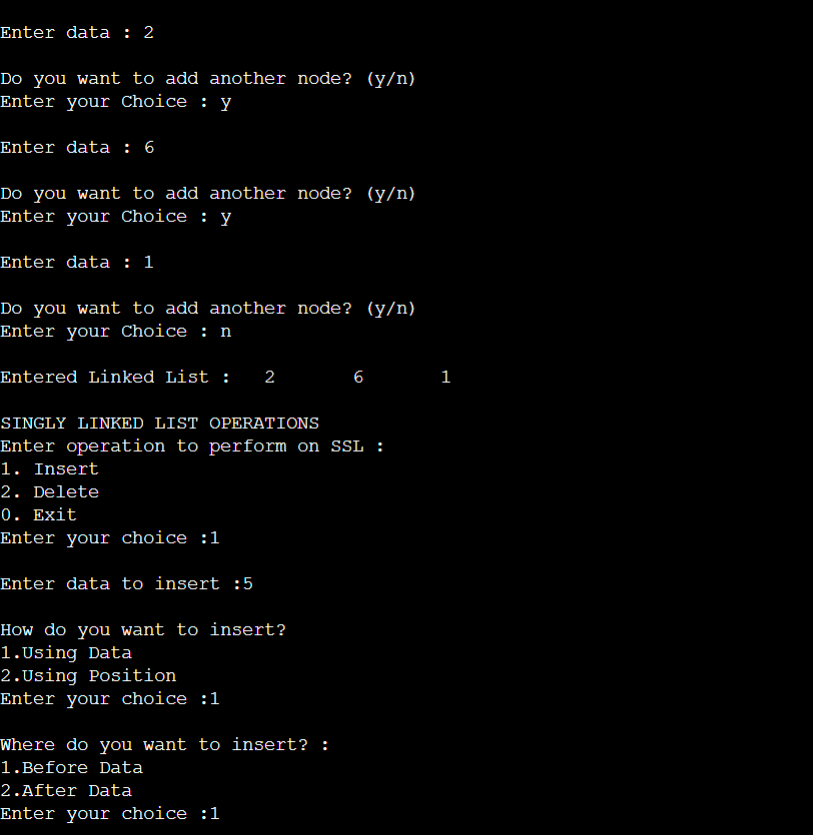 Enter data : 2
Do you want to add another node? (y/n)
Enter your Choice : y
Enter data : 6
Do you want to add another node? (y/n)
Enter your Choice : y
Enter data : 1
Do you want to add another node? (y/n)
Enter your Choice : n
Entered Linked List :   2       6       1
SINGLY LINKED LIST OPERATIONS
Enter operation to perform on SSL :
1. Insert
2. Delete
0. Exit
Enter your choice :1
Enter data to insert :5
How do you want to insert?
1.Using Data
2.Using Position
Enter your choice :1
Where do you want to insert? :
1.Before Data
2.After Data
Enter your choice :1